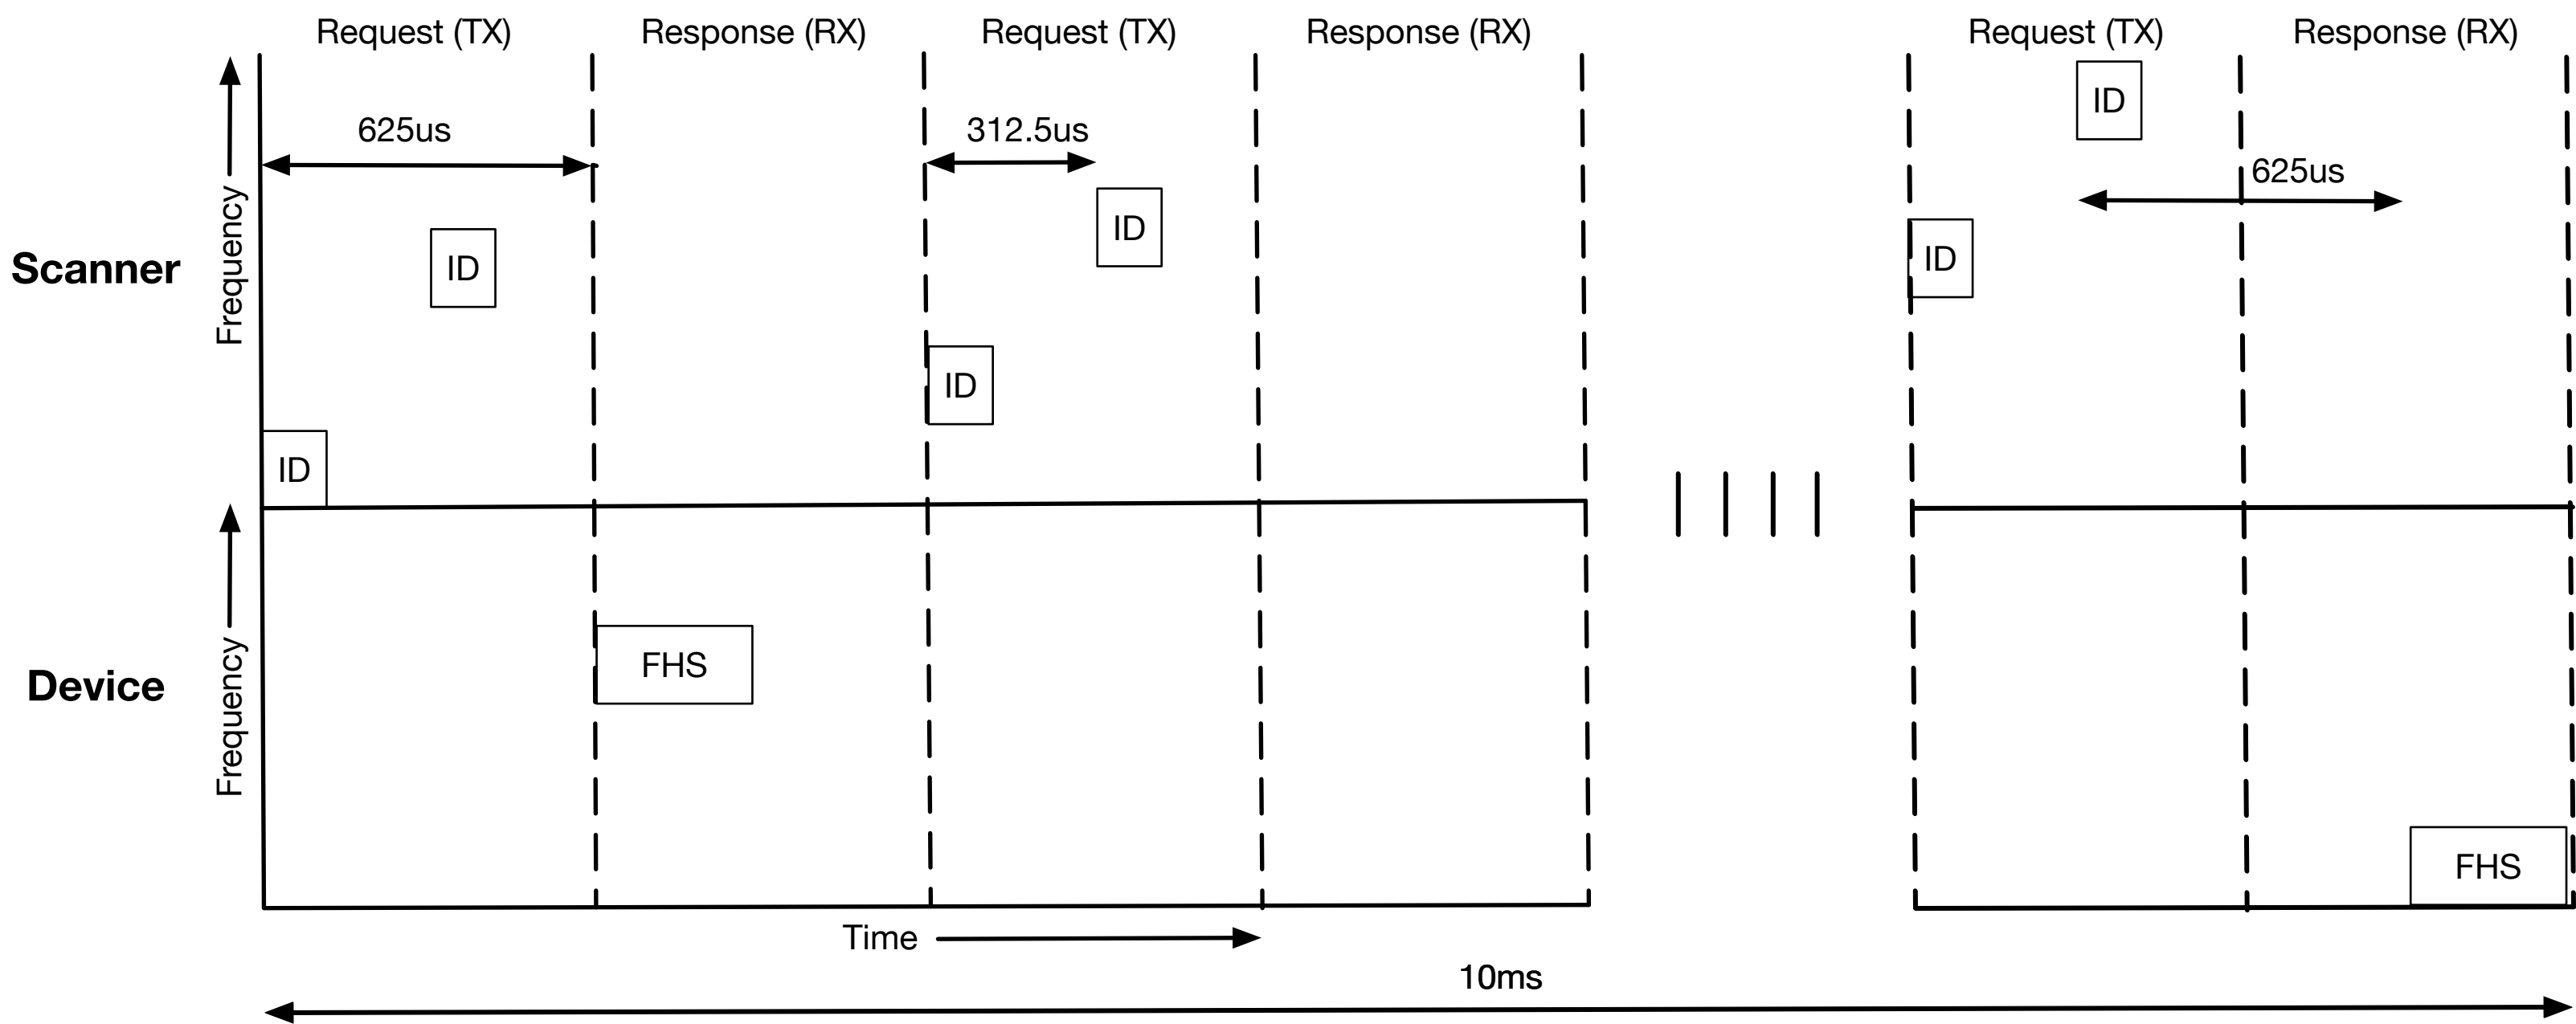 Request (TX)
Response (RX)
Request (TX)
Response (RX)
Request (TX)
Response (RX)
625us
312.5us
625us
Scanner
Frequency
ID
ID
ID
ID
ID
ID
Device
Frequency
FHS
FHS
Time
10ms